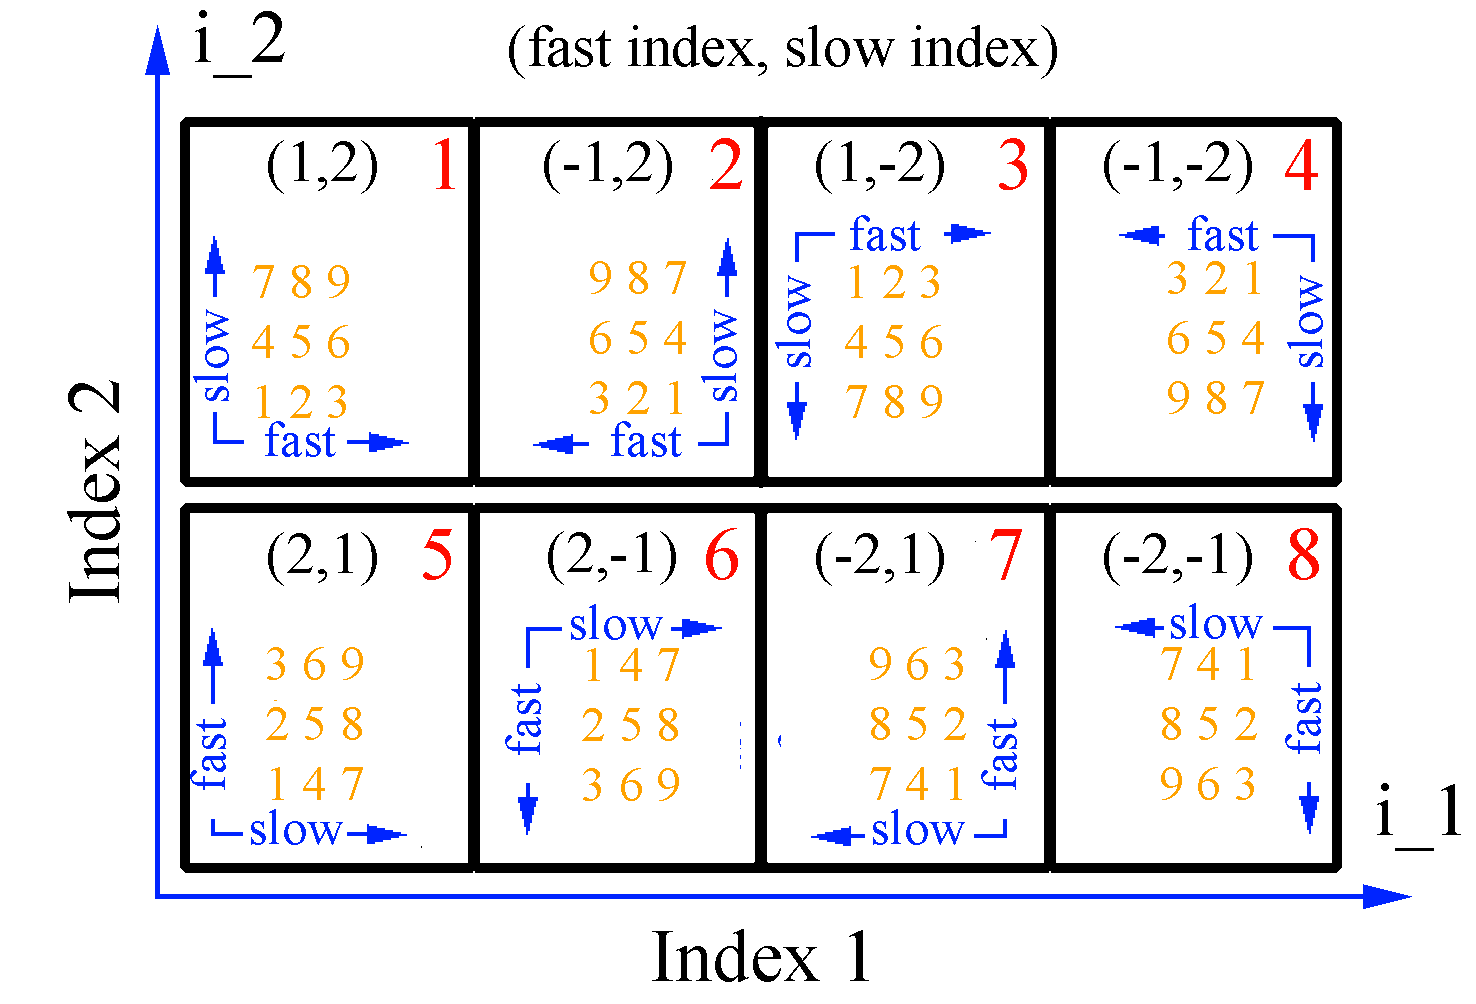 i_2
(fast index, slow index)
(1,2) 1
slow
7 8 9
4 5 6
1 2 3
fast
(-1,2) 2
9 8 7
6 5 4
3 2 1
slow
fast
(1,-2) 3
fast
slow
1 2 3
4 5 6
7 8 9
(-1,-2) 4
fast
3 2 1
6 5 4
9 8 7
slow
Index 2
(2,1) 5
fast
3 6 9
2 5 8
1 4 7
slow
(2,-1) 6
slow
fast
1 4 7
2 5 8
3 6 9
(-2,1) 7
9 6 3
8 5 2
7 4 1
fast
slow
(-2,-1) 8
slow
7 4 1
8 5 2
9 6 3
fast
i_1
Index 1